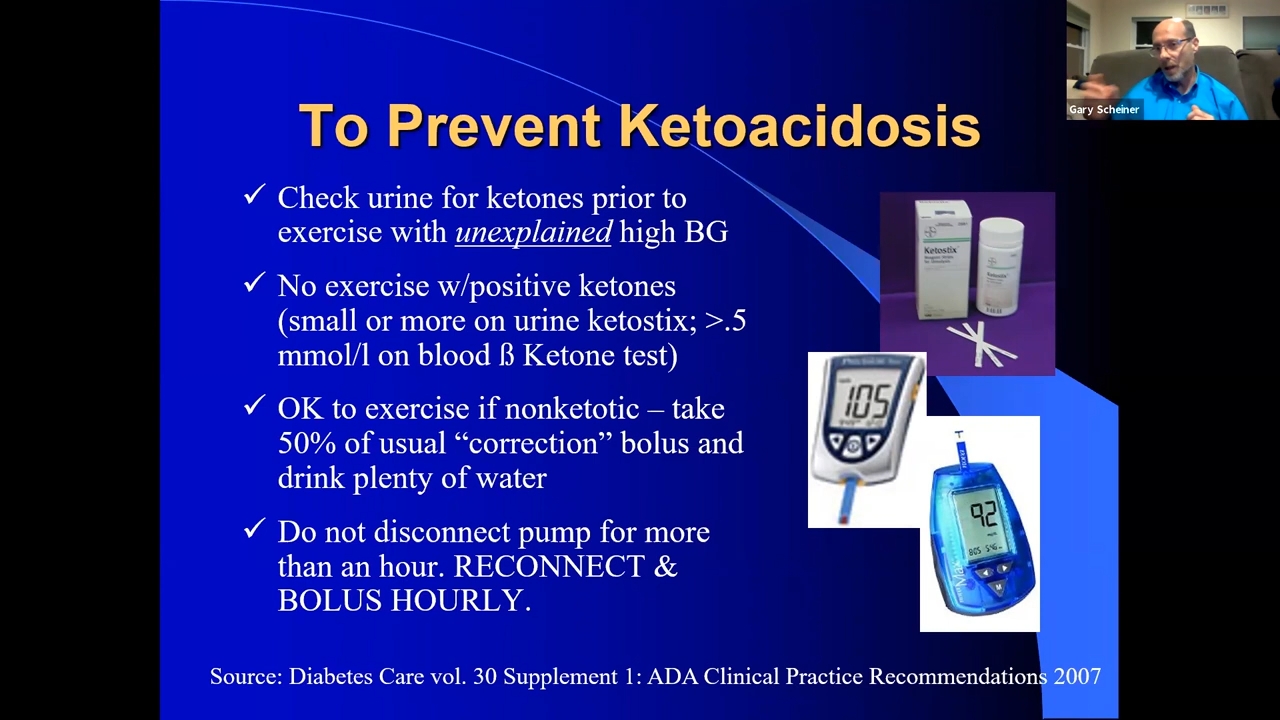 To Prevent Ketoacidosis
Gary Scheiner
✓ Check urine for ketones prior to
exercise with unexplained high BG
✓ No exercise w/positive ketones
(small or more on urine ketostix; >.5
mmol/l on blood ß Ketone test)
✓ OK to exercise if nonketotic – take
50% of usual “correction” bolus and
drink plenty of water
✓ Do not disconnect pump for more
than an hour. RECONNECT &
BOLUS HOURLY.
Ketostix
Ketostix
105
92
Source: Diabetes Care vol. 30 Supplement 1: ADA Clinical Practice Recommendations 2007